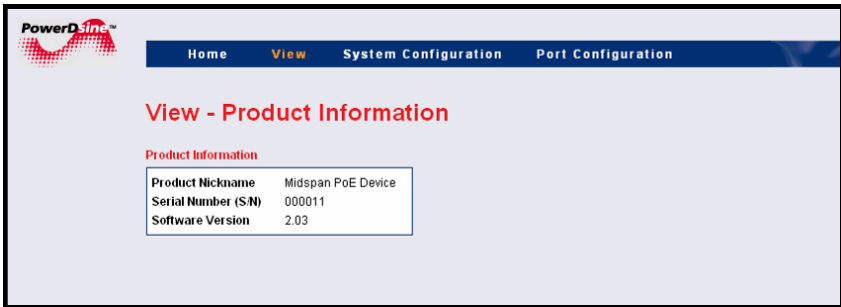 PowerDsine™
Home View System Configuration Port Configuration
View - Product Information
Product Information
Product Nickname Midspan PoE Device
Serial Number (S/N) 000011
Software Version 2.03